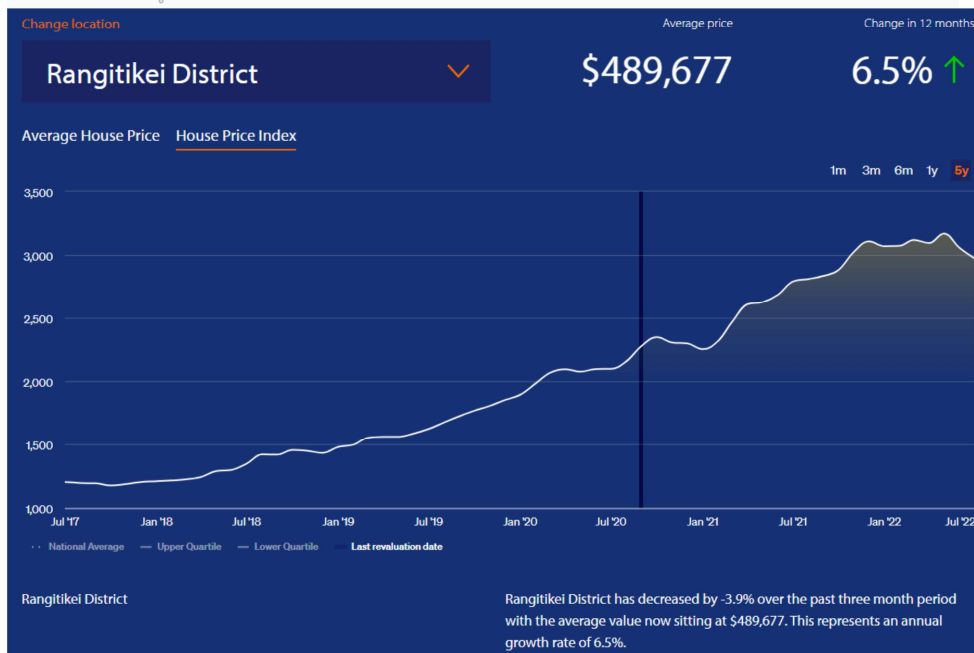 Change location
Average price
Change in 12 months
Rangitikei District
$489,677
6.5%
Average House Price House Price Index
1m 3m 6m 1y 5y
3,500
3,000
2,500
2,000
1,500
1,000
Jul '17 Jan '18 Jul '18 Jan '19 Jul '19 Jan '20 Jul '20 Jan '21 Jul '21 Jan '22 Jul '22
National Average Upper Quartile Lower Quartile Last revaluation date
Rangitikei District
Rangitikei District has decreased by -3.9% over the past three month period
with the average value now sitting at $489,677. This represents an annual
growth rate of 6.5%.